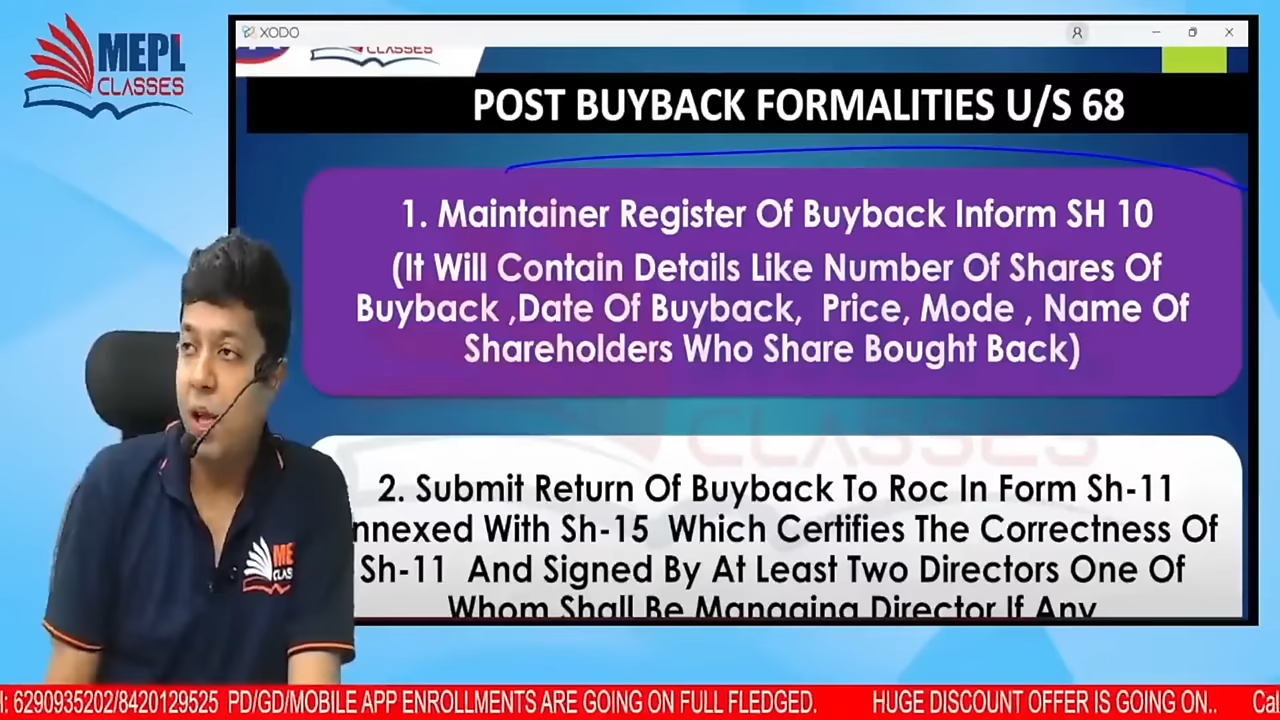 MEPL
CLASSES
XODO
CLASSES
POST BUYBACK FORMALITIES U/S 68
1. Maintainer Register Of Buyback Inform SH 10
(It Will Contain Details Like Number Of Shares Of
Buyback ,Date Of Buyback, Price, Mode , Name Of
Shareholders Who Share Bought Back)
CLASSES
2. Submit Return Of Buyback To Roc In Form Sh-11
nnexed With Sh-15 Which Certifies The Correctness Of
Sh-11 And Signed By At Least Two Directors One Of
Whom Shall Be Managing Director If Any
ME
CLAS
: 6290935202/8420129525 PD/GD/MOBILE APP ENROLLMENTS ARE GOING ON FULL FLEDGED. HUGE DISCOUNT OFFER IS GOING ON.. Cal